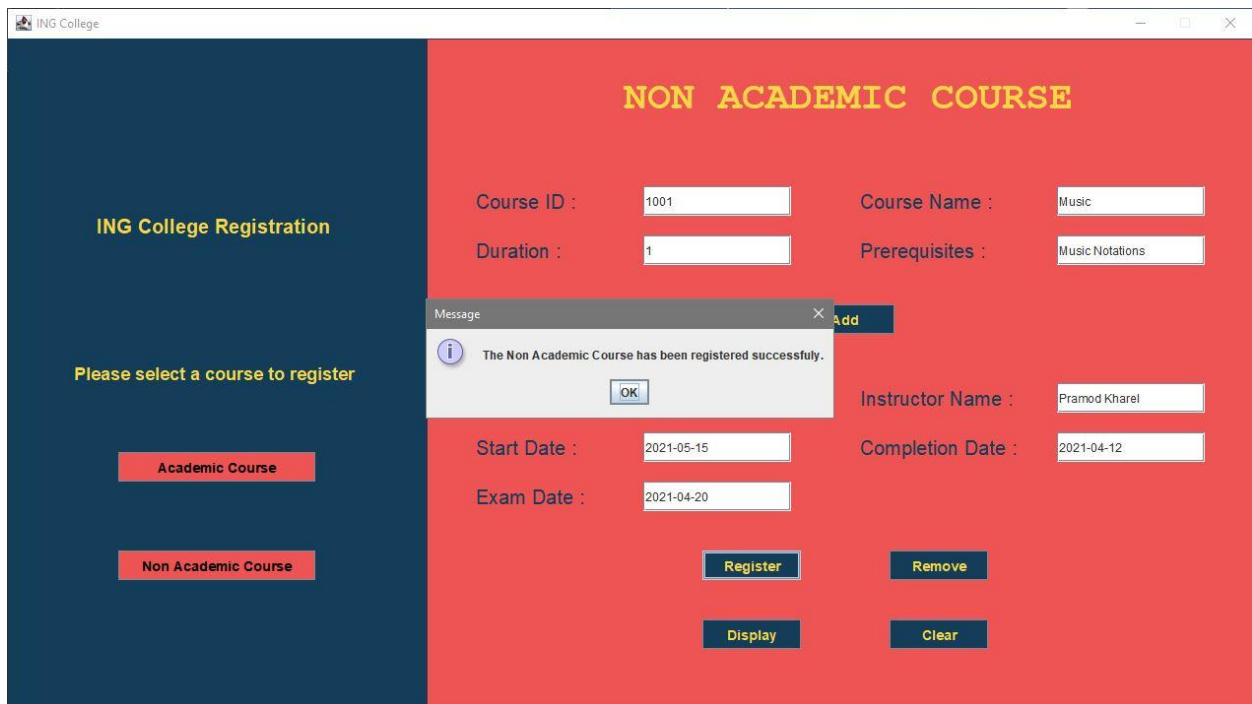 ING College
NON ACADEMIC COURSE
ING College Registration
Please select a course to register
Academic Course
Non Academic Course
Course ID : 1001 Course Name : Music
Duration : 1 Prerequisites : Music Notations
Add
Message
The Non Academic Course has been registered successfuly.
OK
Instructor Name : Pramod Kharel
Start Date : 2021-05-15 Completion Date : 2021-04-12
Exam Date : 2021-04-20
Register Remove
Display Clear